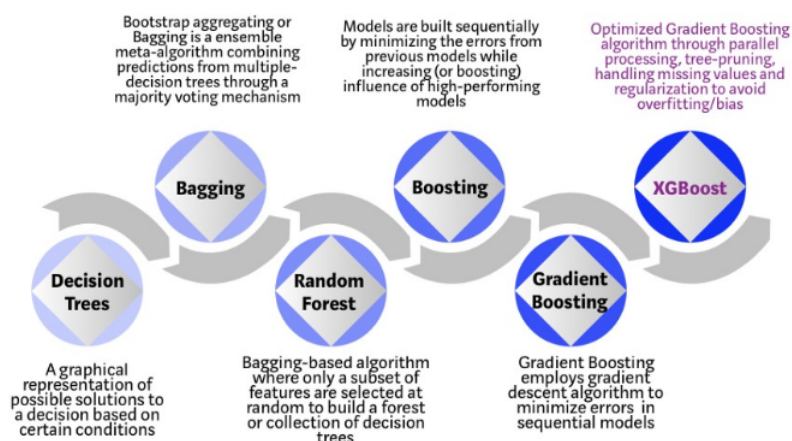 Bootstrap aggregating or
Bagging is a ensemble
meta-algorithm combining
predictions from multiple-
decision trees through a
majority voting mechanism
Models are built sequentially
by minimizing the errors from
previous models while
increasing (or boosting)
influence of high-performing
models
Optimized Gradient Boosting
algorithm through parallel
processing, tree-pruning,
handling missing values and
regularization to avoid
overfitting/bias
Bagging
Boosting
XGBoost
Decision
Trees
Random
Forest
Gradient
Boosting
A graphical
representation of
possible solutions to
a decision based on
certain conditions
Bagging-based algorithm
where only a subset of
features are selected at
random to build a forest
or collection of decision
trees
Gradient Boosting
employs gradient
descent algorithm to
minimize errors in
sequential models